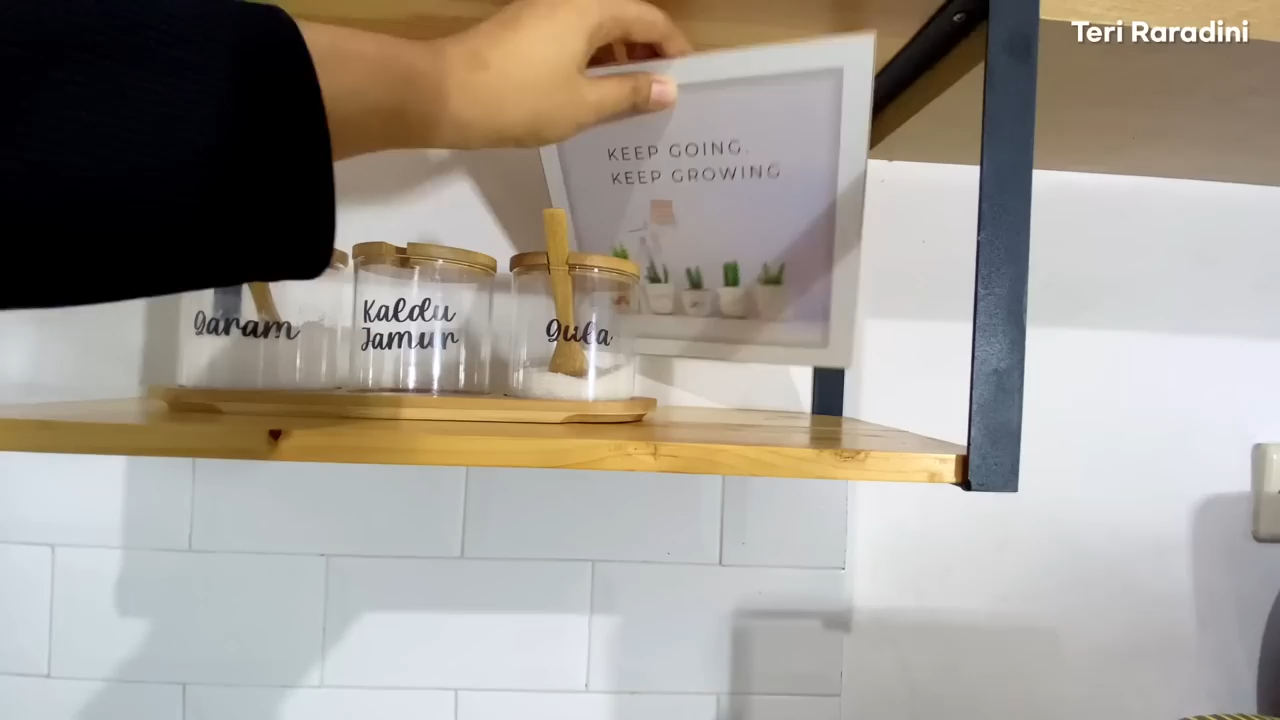 Teri Raradini
KEEP GOING.
KEEP GROWING
Garam
Kaldu
Jamur
Gula